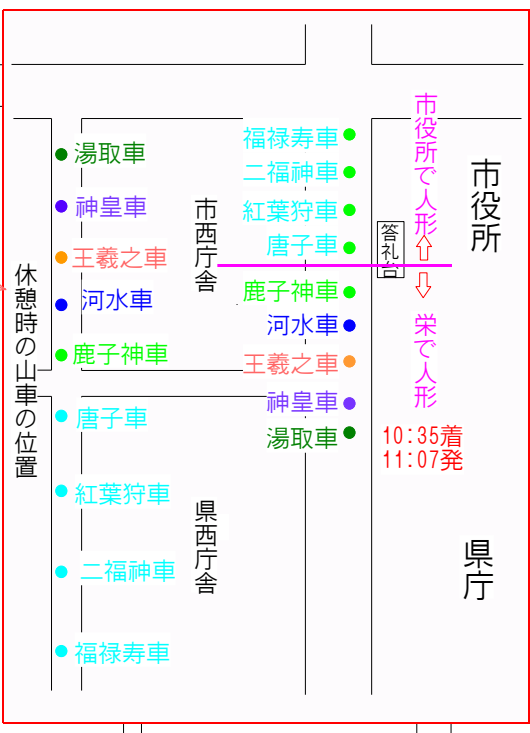 休憩時の山車の位置
湯取車
神皇車
王羲之車
河水車
鹿子神車
唐子車
紅葉狩車
二福神車
福禄寿車
市西庁舎
県西庁舎
福禄寿車
二福神車
紅葉狩車
唐子車
鹿子神車
河水車
王羲之車
神皇車
湯取車
答礼台
市役所で人形
栄で人形
10:35着
11:07発
市役所
県庁